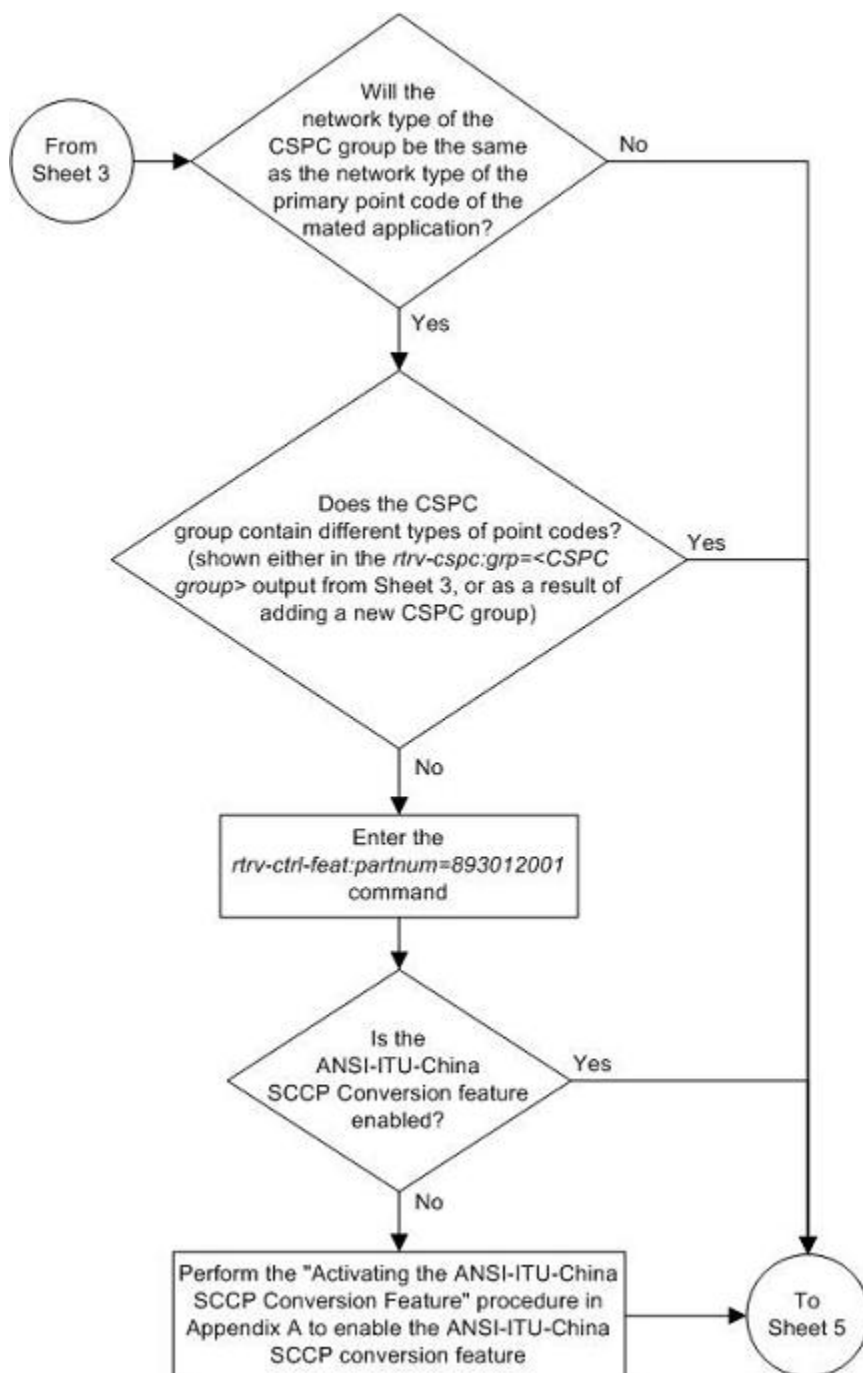 From
Sheet 3
Will the
network type of the
CSPC group be the same
as the network type of the
primary point code of the
mated application?
No
Yes
Does the CSPC
group contain different types of point codes?
(shown either in the rtrv-cspc:grp=<CSPC
group> output from Sheet 3, or as a result of
adding a new CSPC group)
Yes
No
Enter the
rtrv-ctrl-feat:partnum=893012001
command
Is the
ANSI-ITU-China
SCCP Conversion feature
enabled?
Yes
No
Perform the "Activating the ANSI-ITU-China
SCCP Conversion Feature" procedure in
Appendix A to enable the ANSI-ITU-China
SCCP conversion feature
To
Sheet 5